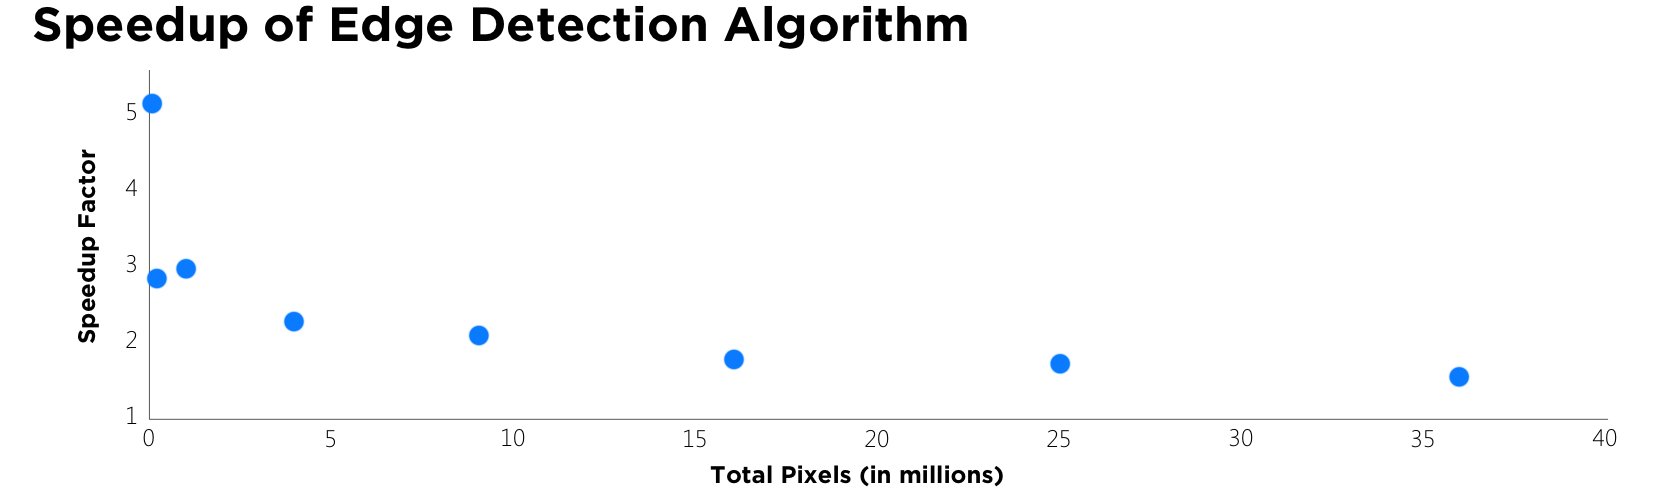 Speedup of Edge Detection Algorithm
5
4
3
2
1
Speedup Factor
0 5 10 15 20 25 30 35 40
Total Pixels (in millions)